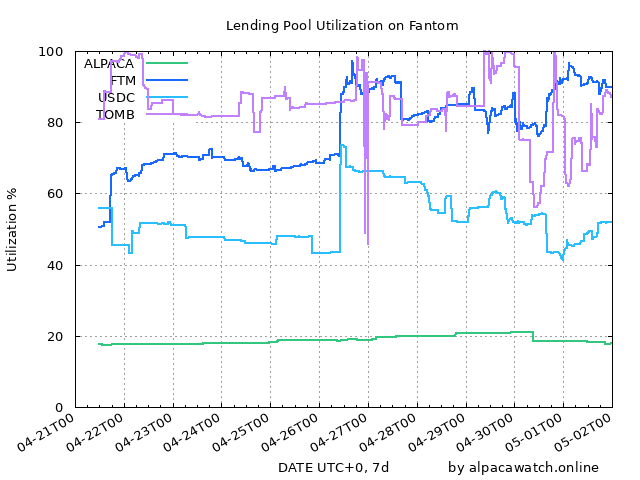 Lending Pool Utilization on Fantom
100
80
60
40
20
0
Utilization %
ALPACA
FTM
USDC
TOMB
04-21T00
04-22T00
04-23T00
04-24T00
04-25T00
04-26T00
04-27T00
04-28T00
04-29T00
04-30T00
05-01T00
05-02T00
DATE UTC+0, 7d
by alpacawatch.online